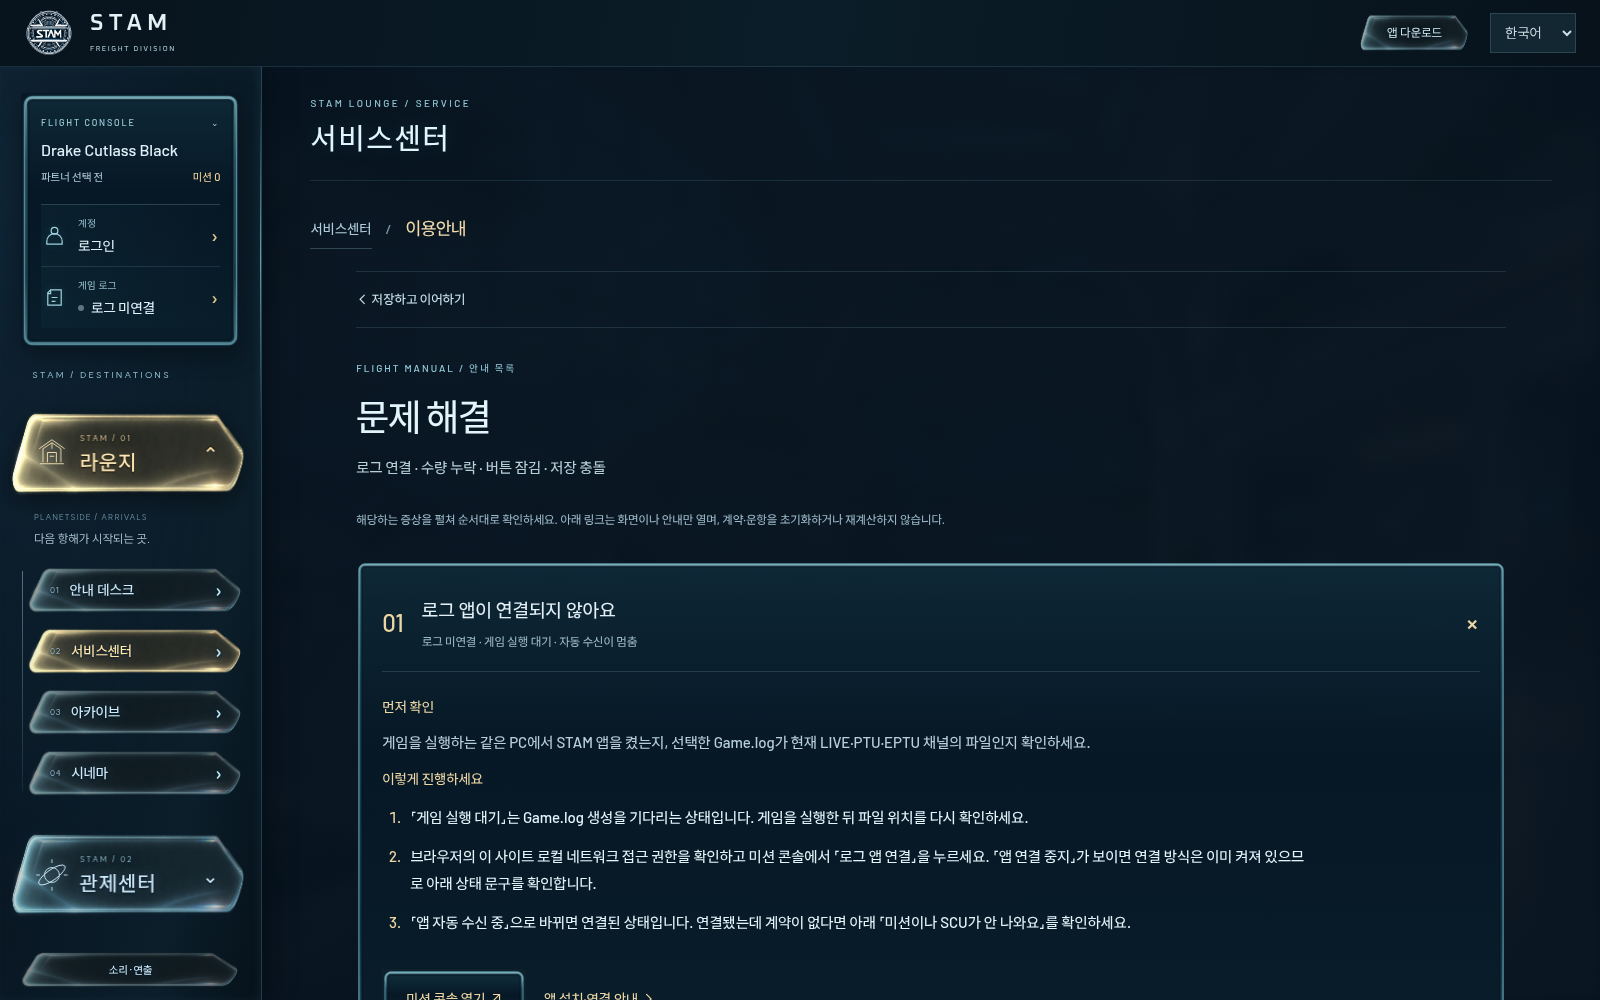 STAM
STAM
FREIGHT DIVISION
앱 다운로드
한국어
FLIGHT CONSOLE
Drake Cutlass Black
파트너 선택 전
미션 0
계정
로그인
게임 로그
로그 미연결
STAM / DESTINATIONS
STAM / 01
라운지
PLANETSIDE / ARRIVALS
다음 항해가 시작되는 곳.
01 안내 데스크
02 서비스센터
03 아카이브
04 시네마
STAM / 02
관제센터
소리·연출
STAM LOUNGE / SERVICE
서비스센터
서비스센터 / 이용안내
저장하고 이어하기
FLIGHT MANUAL / 안내 목록
문제 해결
로그 연결 · 수량 누락 · 버튼 잠김 · 저장 충돌
해당하는 증상을 펼쳐 순서대로 확인하세요. 아래 링크는 화면이나 안내만 열며, 계약·운항을 초기화하거나 재계산하지 않습니다.
01
로그 앱이 연결되지 않아요
로그 미연결 · 게임 실행 대기 · 자동 수신이 멈춤
먼저 확인
게임을 실행하는 같은 PC에서 STAM 앱을 켰는지, 선택한 Game.log가 현재 LIVE·PTU·EPTU 채널의 파일인지 확인하세요.
이렇게 진행하세요
1. 「게임 실행 대기」는 Game.log 생성을 기다리는 상태입니다. 게임을 실행한 뒤 파일 위치를 다시 확인하세요.
2. 브라우저의 이 사이트 로컬 네트워크 접근 권한을 확인하고 미션 콘솔에서 「로그 앱 연결」을 누르세요. 「앱 연결 중지」가 보이면 연결 방식은 이미 켜져 있으므
로 아래 상태 문구를 확인합니다.
3. 「앱 자동 수신 중」으로 바뀌면 연결된 상태입니다. 연결됐는데 계약이 없다면 아래 「미션이나 SCU가 안 나와요」를 확인하세요.
미션 콘솔 열기 ↗
앱 설치·연결 안내